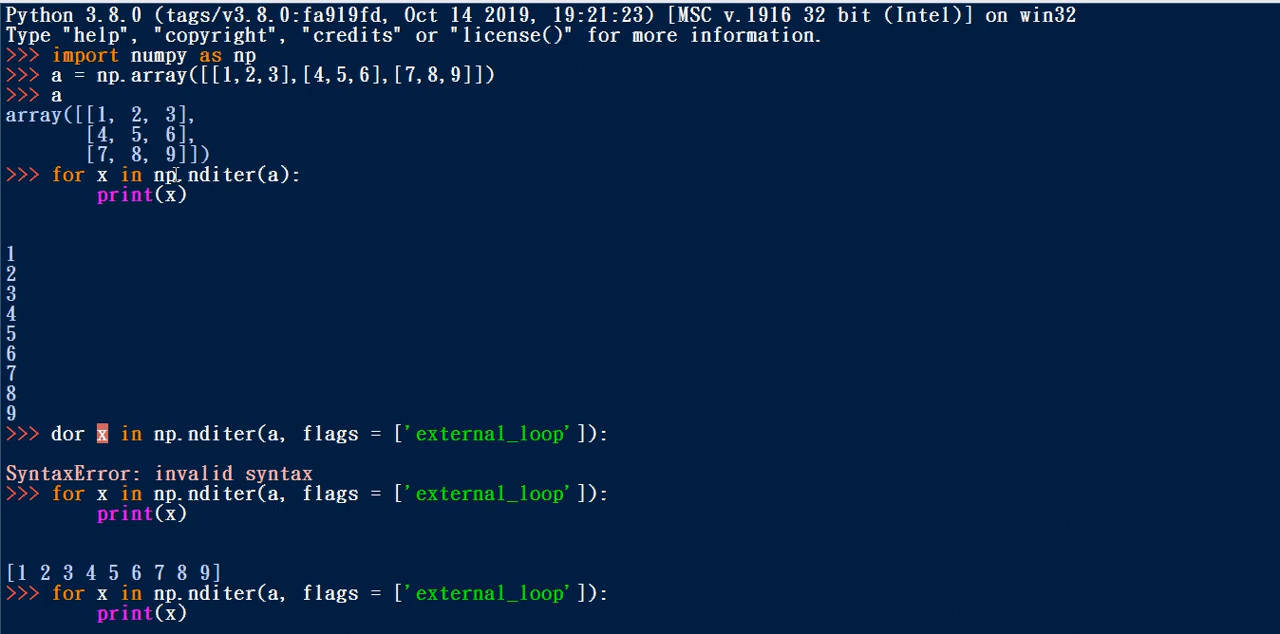 Python 3.8.0 (tags/v3.8.0:fa919fd, Oct 14 2019, 19:21:23) [MSC v.1916 32 bit (Intel)] on win32
Type "help", "copyright", "credits" or "license()" for more information.
>>> import numpy as np
>>> a = np.array([[1,2,3],[4,5,6],[7,8,9]])
>>> a
array([[1, 2, 3],
       [4, 5, 6],
       [7, 8, 9]])
>>> for x in np.nditer(a):
        print(x)
1
2
3
4
5
6
7
8
9
>>> dor x in np.nditer(a, flags = ['external_loop']):
SyntaxError: invalid syntax
>>> for x in np.nditer(a, flags = ['external_loop']):
        print(x)
[1 2 3 4 5 6 7 8 9]
>>> for x in np.nditer(a, flags = ['external_loop']):
        print(x)